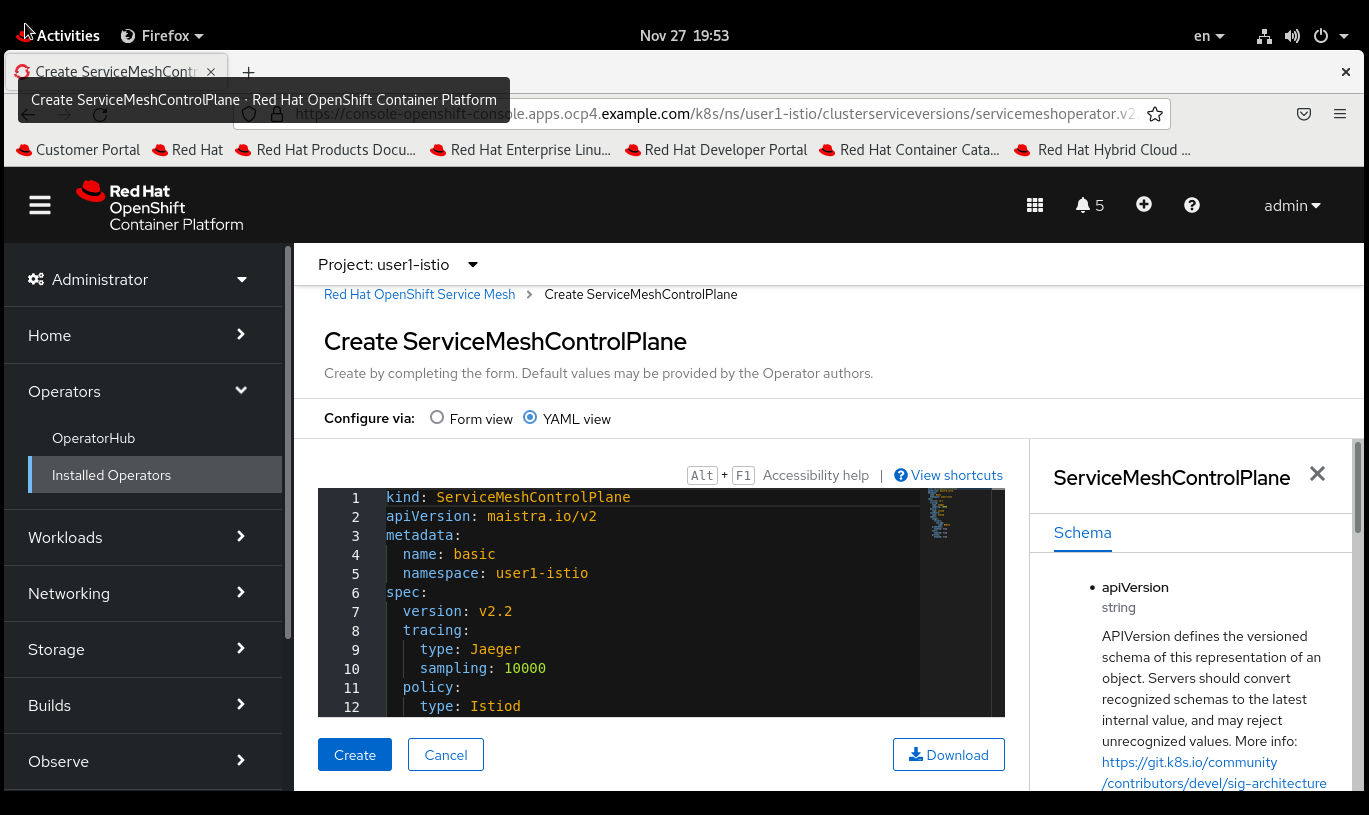 Activities Firefox Nov 27 19:53 en
Create ServiceMeshContr
Create ServiceMeshControlPlane · Red Hat OpenShift Container Platform
https://console-openshift-console.apps.ocp4.example.com/k8s/ns/user1-istio/clusterserviceversions/servicemeshoperator.v2.
Customer Portal Red Hat Red Hat Products Docu... Red Hat Enterprise Linu... Red Hat Developer Portal Red Hat Container Cata... Red Hat Hybrid Cloud ...
Red Hat
OpenShift
Container Platform
5
admin
Administrator
Home
Operators
OperatorHub
Installed Operators
Workloads
Networking
Storage
Builds
Observe
Project: user1-istio
Red Hat OpenShift Service Mesh > Create ServiceMeshControlPlane
Create ServiceMeshControlPlane
Create by completing the form. Default values may be provided by the Operator authors.
Configure via: Form view YAML view
Alt + F1 Accessibility help | View shortcuts
1 kind: ServiceMeshControlPlane
2 apiVersion: maistra.io/v2
3 metadata:
4 name: basic
5 namespace: user1-istio
6 spec:
7 version: v2.2
8 tracing:
9 type: Jaeger
10 sampling: 10000
11 policy:
12 type: Istiod
Create Cancel Download
ServiceMeshControlPlane
Schema
• apiVersion
string
APIVersion defines the versioned
schema of this representation of an
object. Servers should convert
recognized schemas to the latest
internal value, and may reject
unrecognized values. More info:
https://git.k8s.io/community
/contributors/devel/sig-architecture